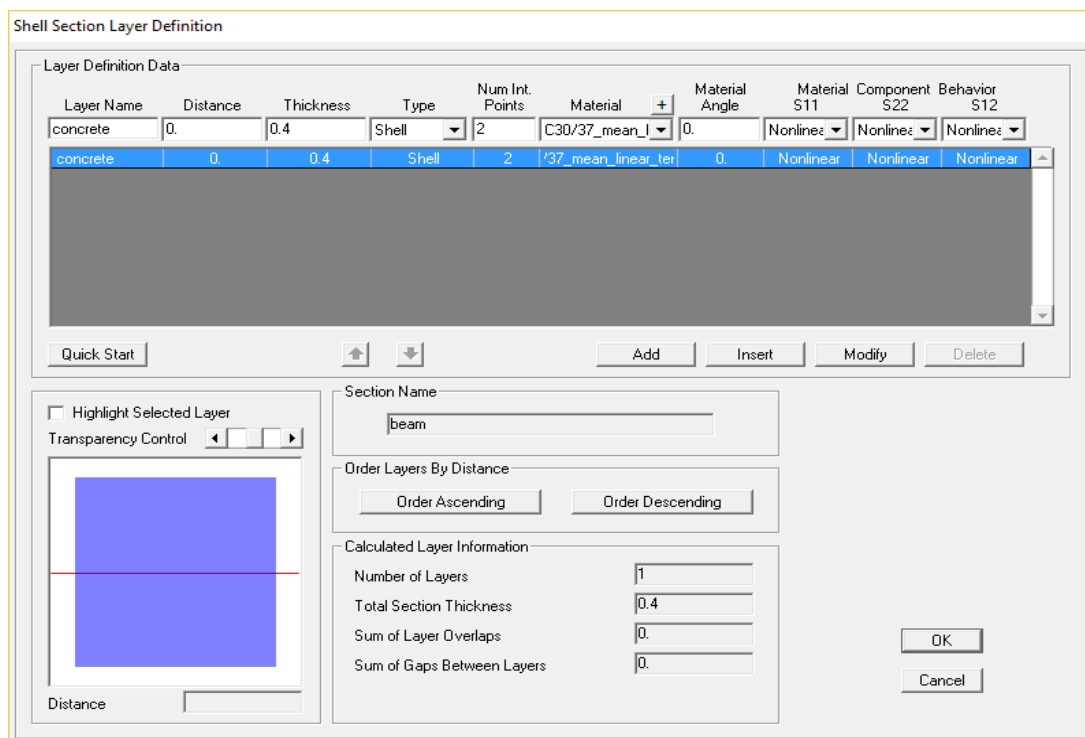 Shell Section Layer Definition
Layer Definition Data
Num Int. Material Material Component Behavior
Layer Name Distance Thickness Type Points Material + Angle S11 S22 S12
concrete 0. 0.4 Shell 2 C30/37_mean_l 0. Nonlinea Nonlinea Nonlinea
concrete 0. 0.4 Shell 2 '37_mean_linear_ter 0. Nonlinear Nonlinear Nonlinear
Quick Start Add Insert Modify Delete
Highlight Selected Layer
Transparency Control
Distance
Section Name
beam
Order Layers By Distance
Order Ascending Order Descending
Calculated Layer Information
Number of Layers 1
Total Section Thickness 0.4
Sum of Layer Overlaps 0.
Sum of Gaps Between Layers 0.
OK
Cancel